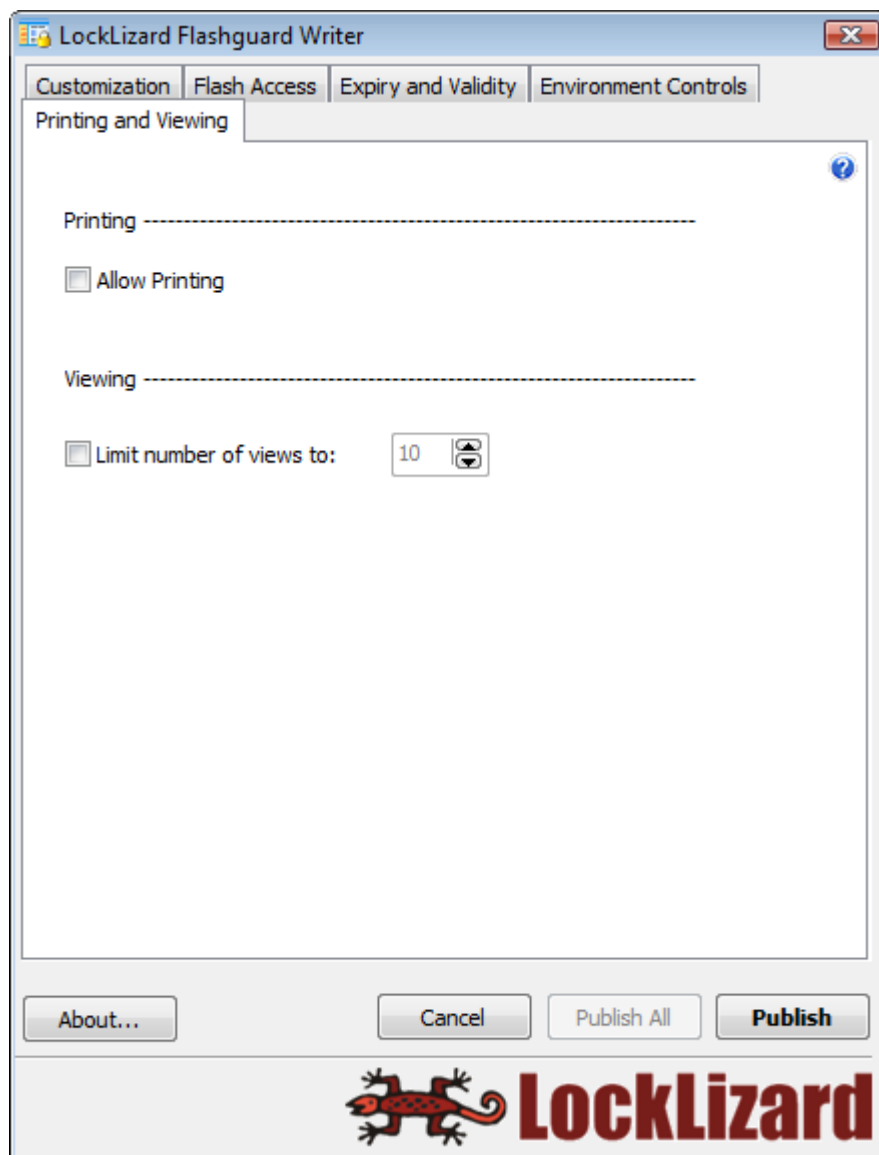 LockLizard Flashguard Writer
Customization Flash Access Expiry and Validity Environment Controls
Printing and Viewing
Printing ---------------------------------------------------------------------
Allow Printing
Viewing ---------------------------------------------------------------------
Limit number of views to: 10
About... Cancel Publish All Publish
LockLizard